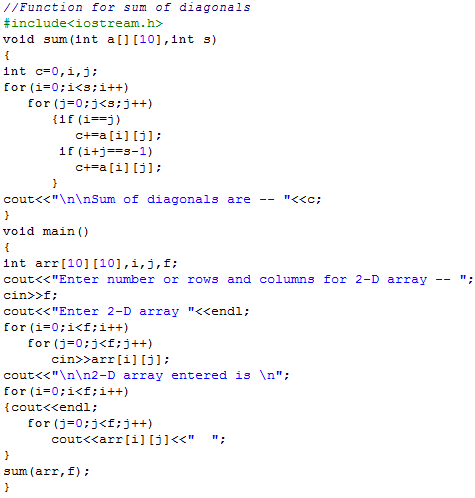 //Function for sum of diagonals
#include<iostream.h>
void sum(int a[][10],int s)
{
int c=0,i,j;
for(i=0;i<s;i++)
   for(j=0;j<s;j++)
      {if(i==j)
         c+=a[i][j];
       if(i+j==s-1)
         c+=a[i][j];
      }
cout<<"\n\nSum of diagonals are -- "<<c;
}
void main()
{
int arr[10][10],i,j,f;
cout<<"Enter number or rows and columns for 2-D array -- ";
cin>>f;
cout<<"Enter 2-D array "<<endl;
for(i=0;i<f;i++)
   for(j=0;j<f;j++)
      cin>>arr[i][j];
cout<<"\n\n2-D array entered is \n";
for(i=0;i<f;i++)
{cout<<endl;
   for(j=0;j<f;j++)
      cout<<arr[i][j]<<"  ";
}
sum(arr,f);
}